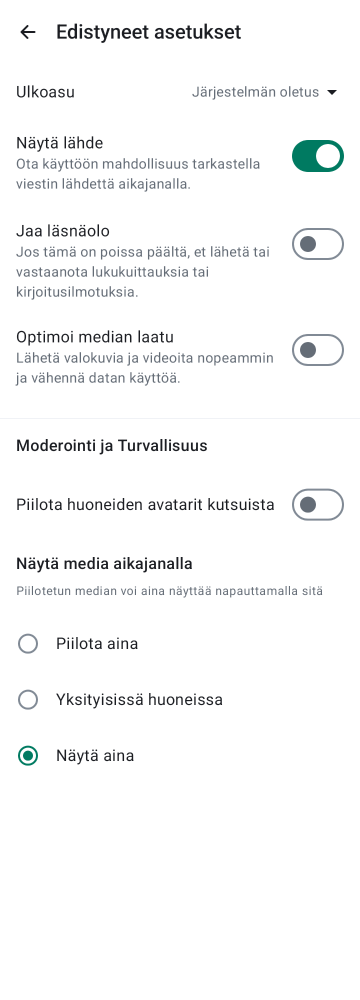 Edistyneet asetukset
Ulkoasu
Järjestelmän oletus
Näytä lähde
Ota käyttöön mahdollisuus tarkastella
viestin lähdettä aikajanalla.
Jaa läsnäolo
Jos tämä on poissa päältä, et lähetä tai
vastaanota lukukuittauksia tai
kirjoitusilmotuksia.
Optimoi median laatu
Lähetä valokuvia ja videoita nopeammin
ja vähennä datan käyttöä.
Moderointi ja Turvallisuus
Piilota huoneiden avatarit kutsuista
Näytä media aikajanalla
Piilotetun median voi aina näyttää napauttamalla sitä
Piilota aina
Yksityisissä huoneissa
Näytä aina